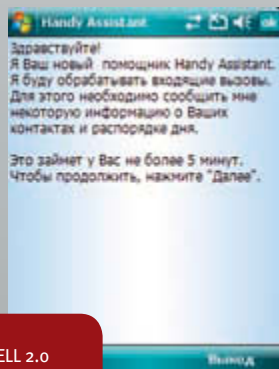 Handy Assistant
ok
Здравствуйте!
Я Ваш новый помощник Handy Assistant.
Я буду обрабатывать входящие вызовы.
Для этого необходимо сообщить мне
некоторую информацию о Ваших
контактах и распорядке дня.
Это займет у Вас не более 5 минут.
Чтобы продолжить, нажмите "Далее".
ELL 2.0
Выход